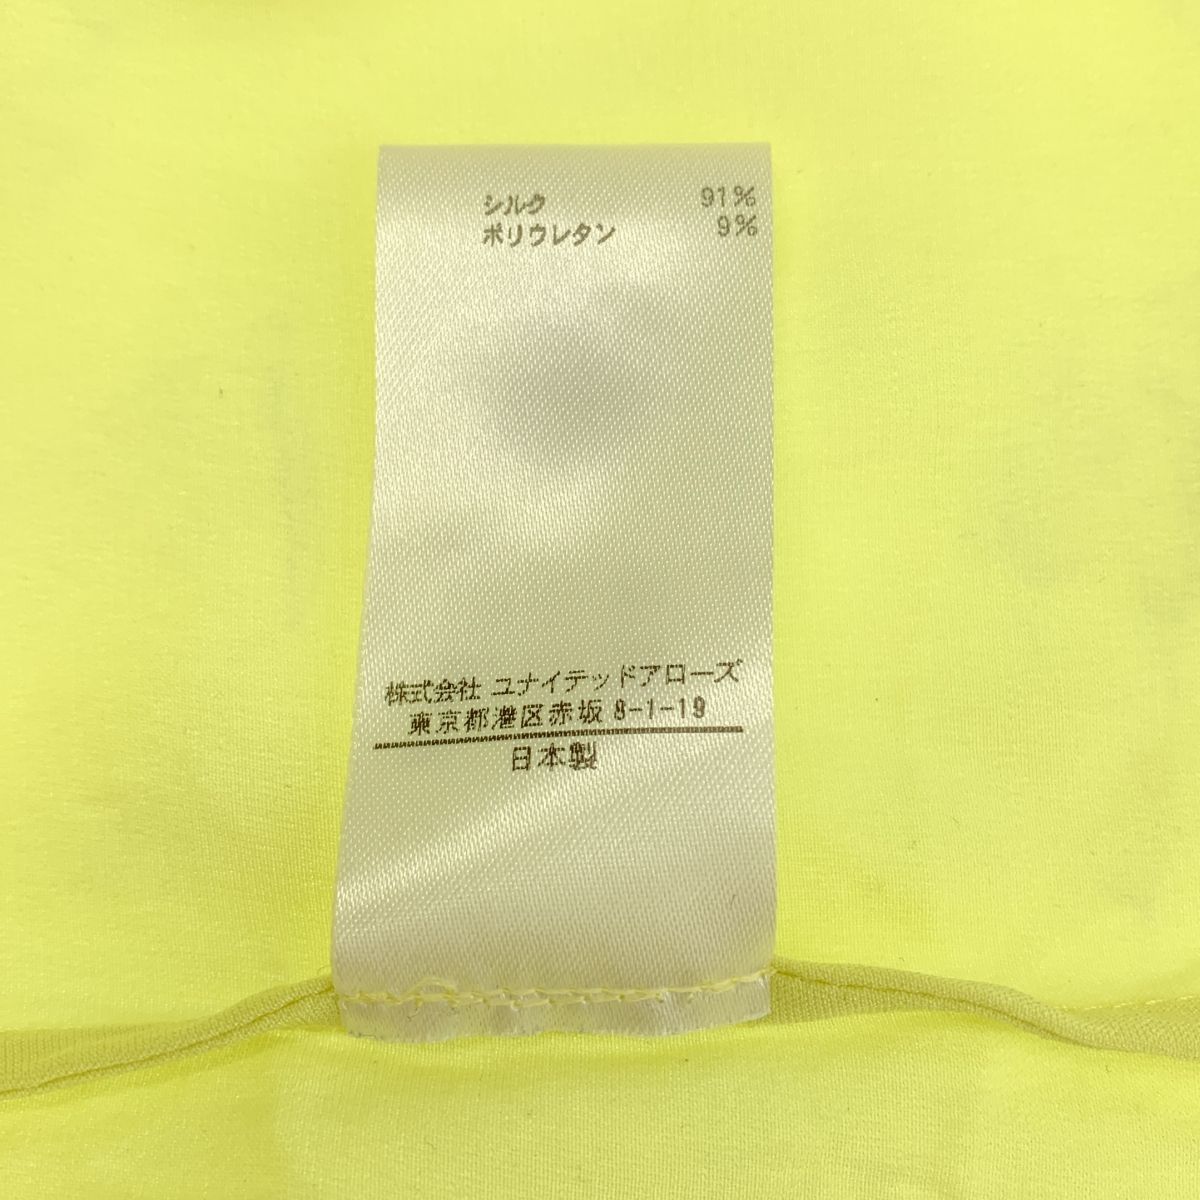 シルク 91%
ポリウレタン 9%
株式会社 ユナイテッドアローズ
東京都港区赤坂 8-1-19
日本製